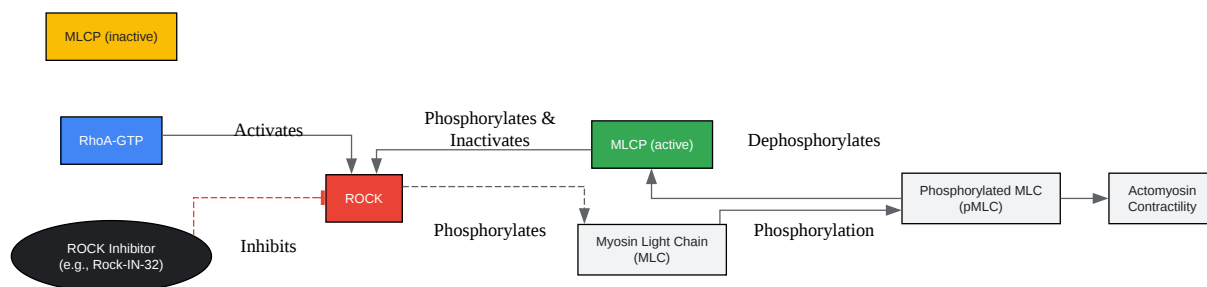 MLCP (inactive)
RhoA-GTP
Activates
Phosphorylates &
Inactivates
MLCP (active)
Dephosphorylates
ROCK
Phosphorylated MLC
(pMLC)
Actomyosin
Contractility
ROCK Inhibitor
(e.g., Rock-IN-32)
Inhibits
Phosphorylates
Myosin Light Chain
(MLC)
Phosphorylation